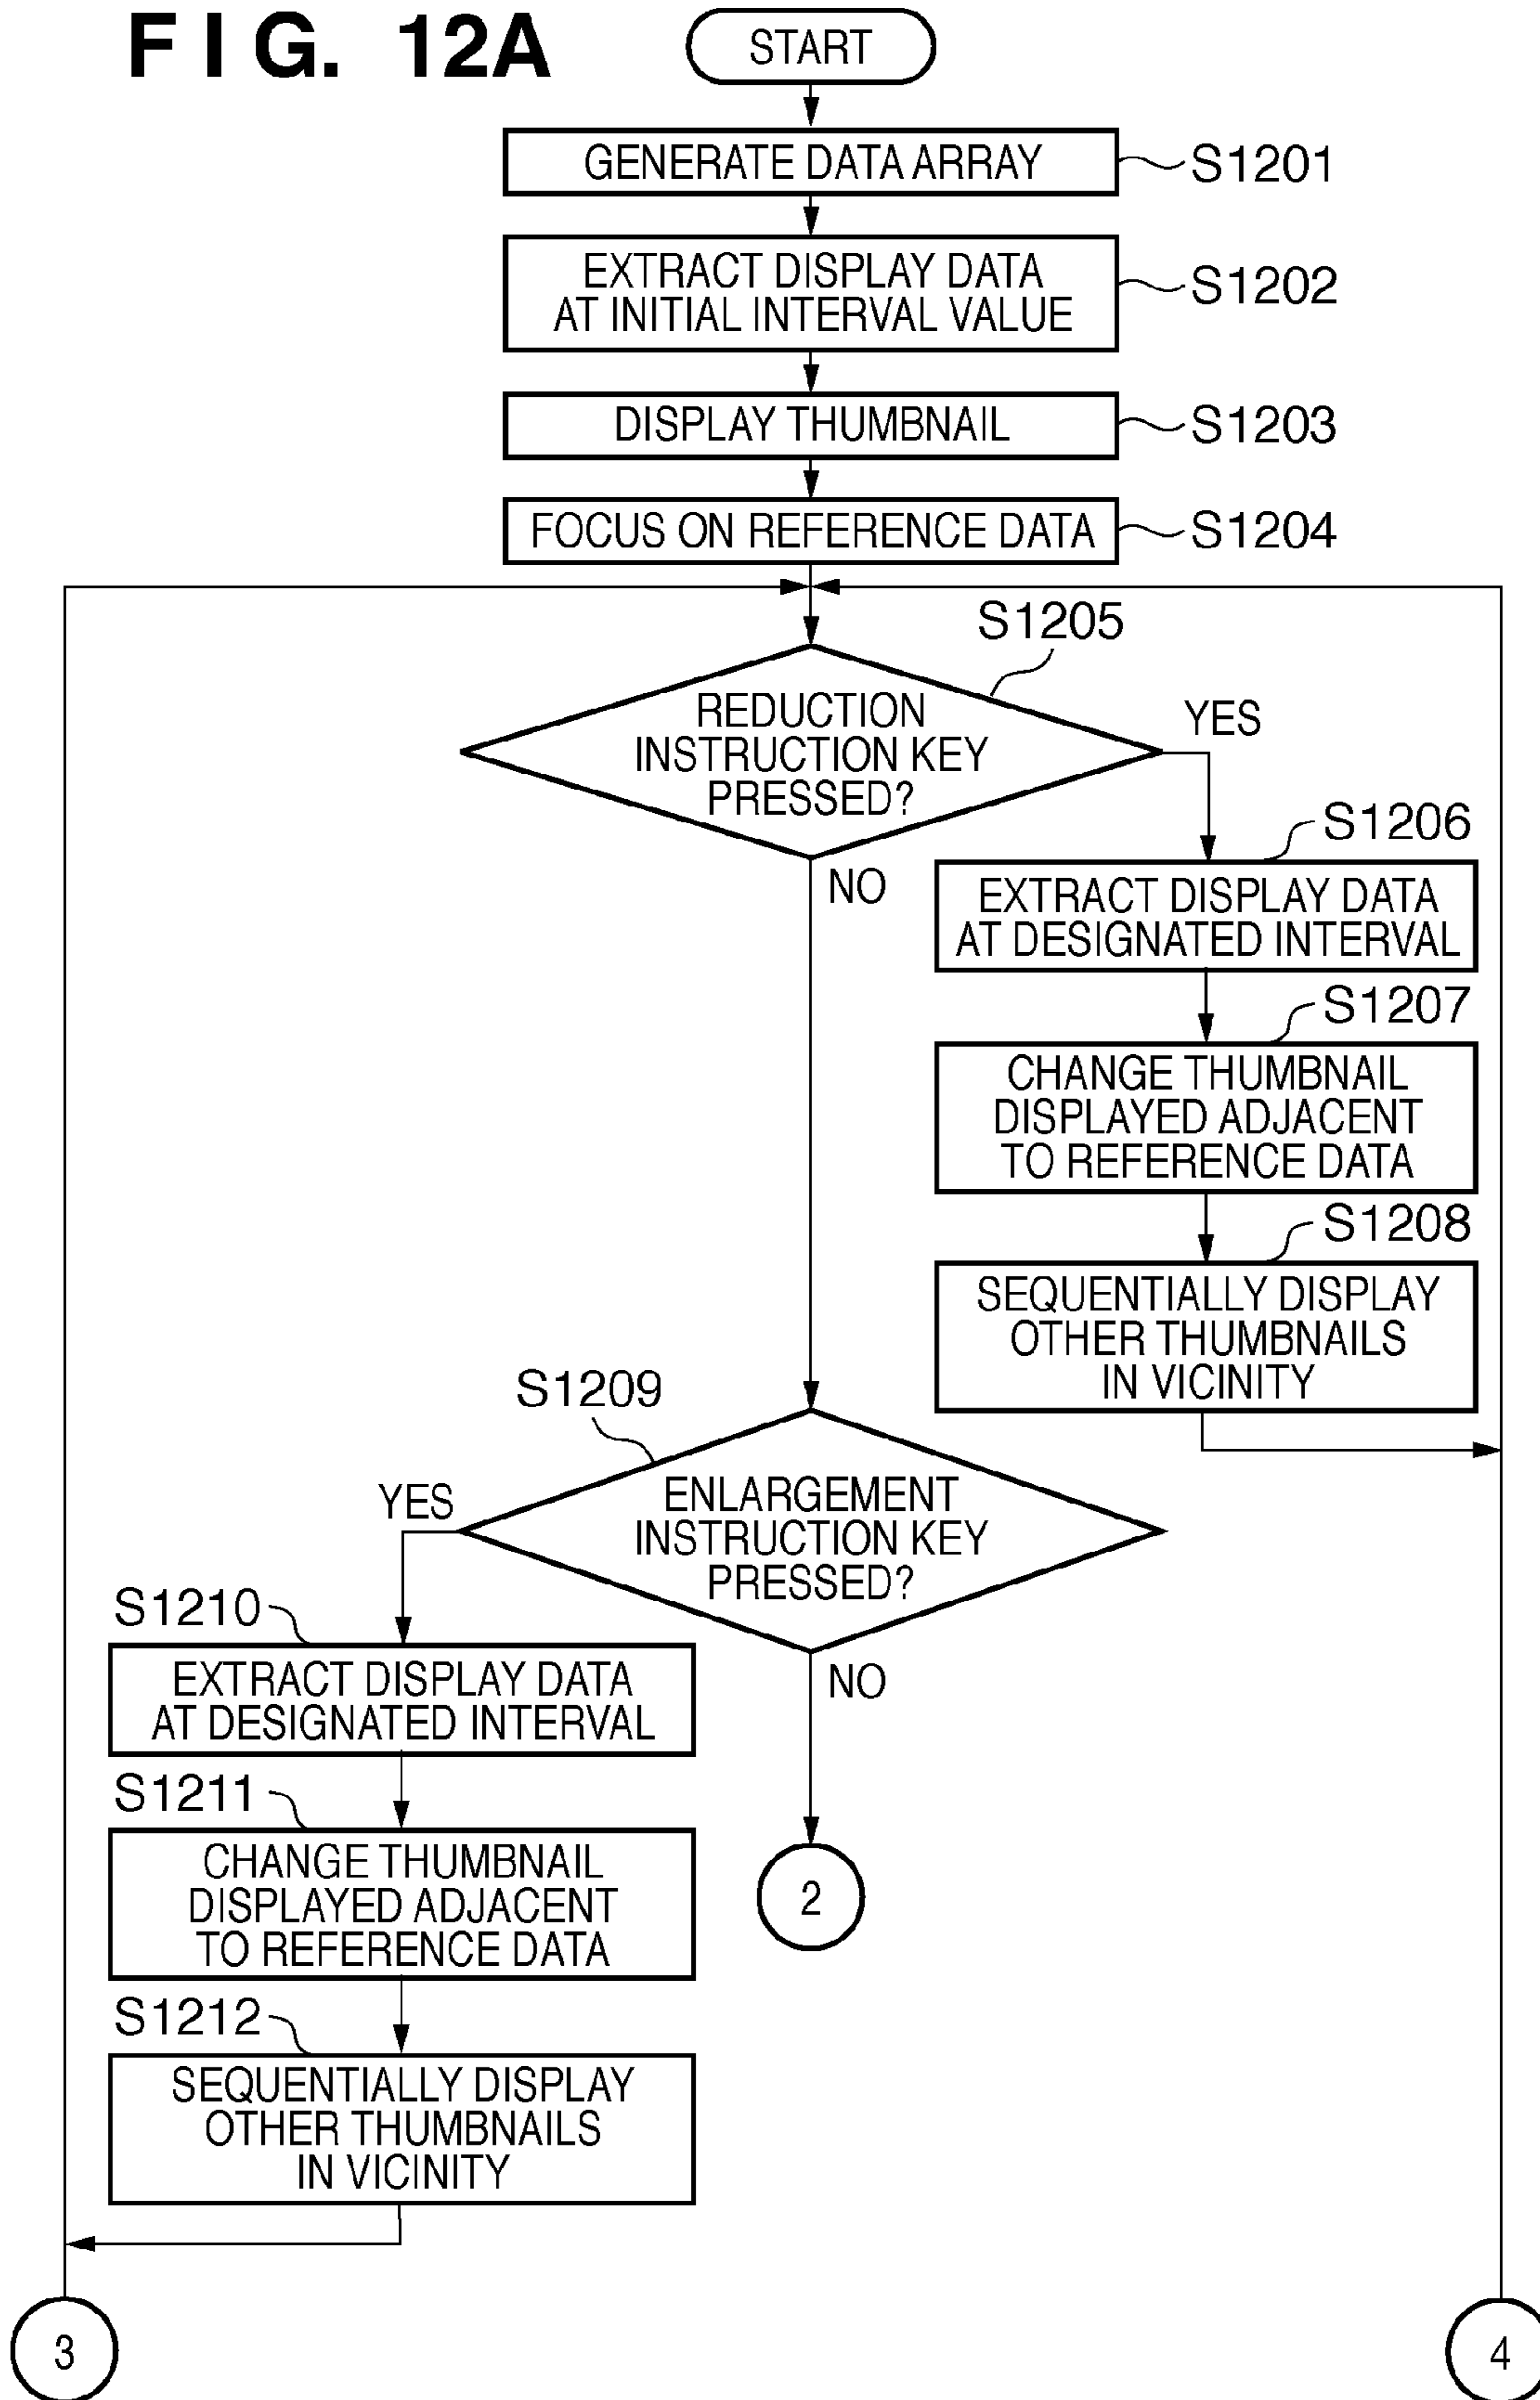 FIG. 12A
START
GENERATE DATA ARRAY
S1201
EXTRACT DISPLAY DATA
AT INITIAL INTERVAL VALUE
S1202
DISPLAY THUMBNAIL
S1203
FOCUS ON REFERENCE DATA
S1204
S1205
REDUCTION
INSTRUCTION KEY
PRESSED?
YES
NO
S1206
EXTRACT DISPLAY DATA
AT DESIGNATED INTERVAL
S1207
CHANGE THUMBNAIL
DISPLAYED ADJACENT
TO REFERENCE DATA
S1208
SEQUENTIALLY DISPLAY
OTHER THUMBNAILS
IN VICINITY
S1209
ENLARGEMENT
INSTRUCTION KEY
PRESSED?
YES
NO
S1210
EXTRACT DISPLAY DATA
AT DESIGNATED INTERVAL
S1211
CHANGE THUMBNAIL
DISPLAYED ADJACENT
TO REFERENCE DATA
2
S1212
SEQUENTIALLY DISPLAY
OTHER THUMBNAILS
IN VICINITY
3
4